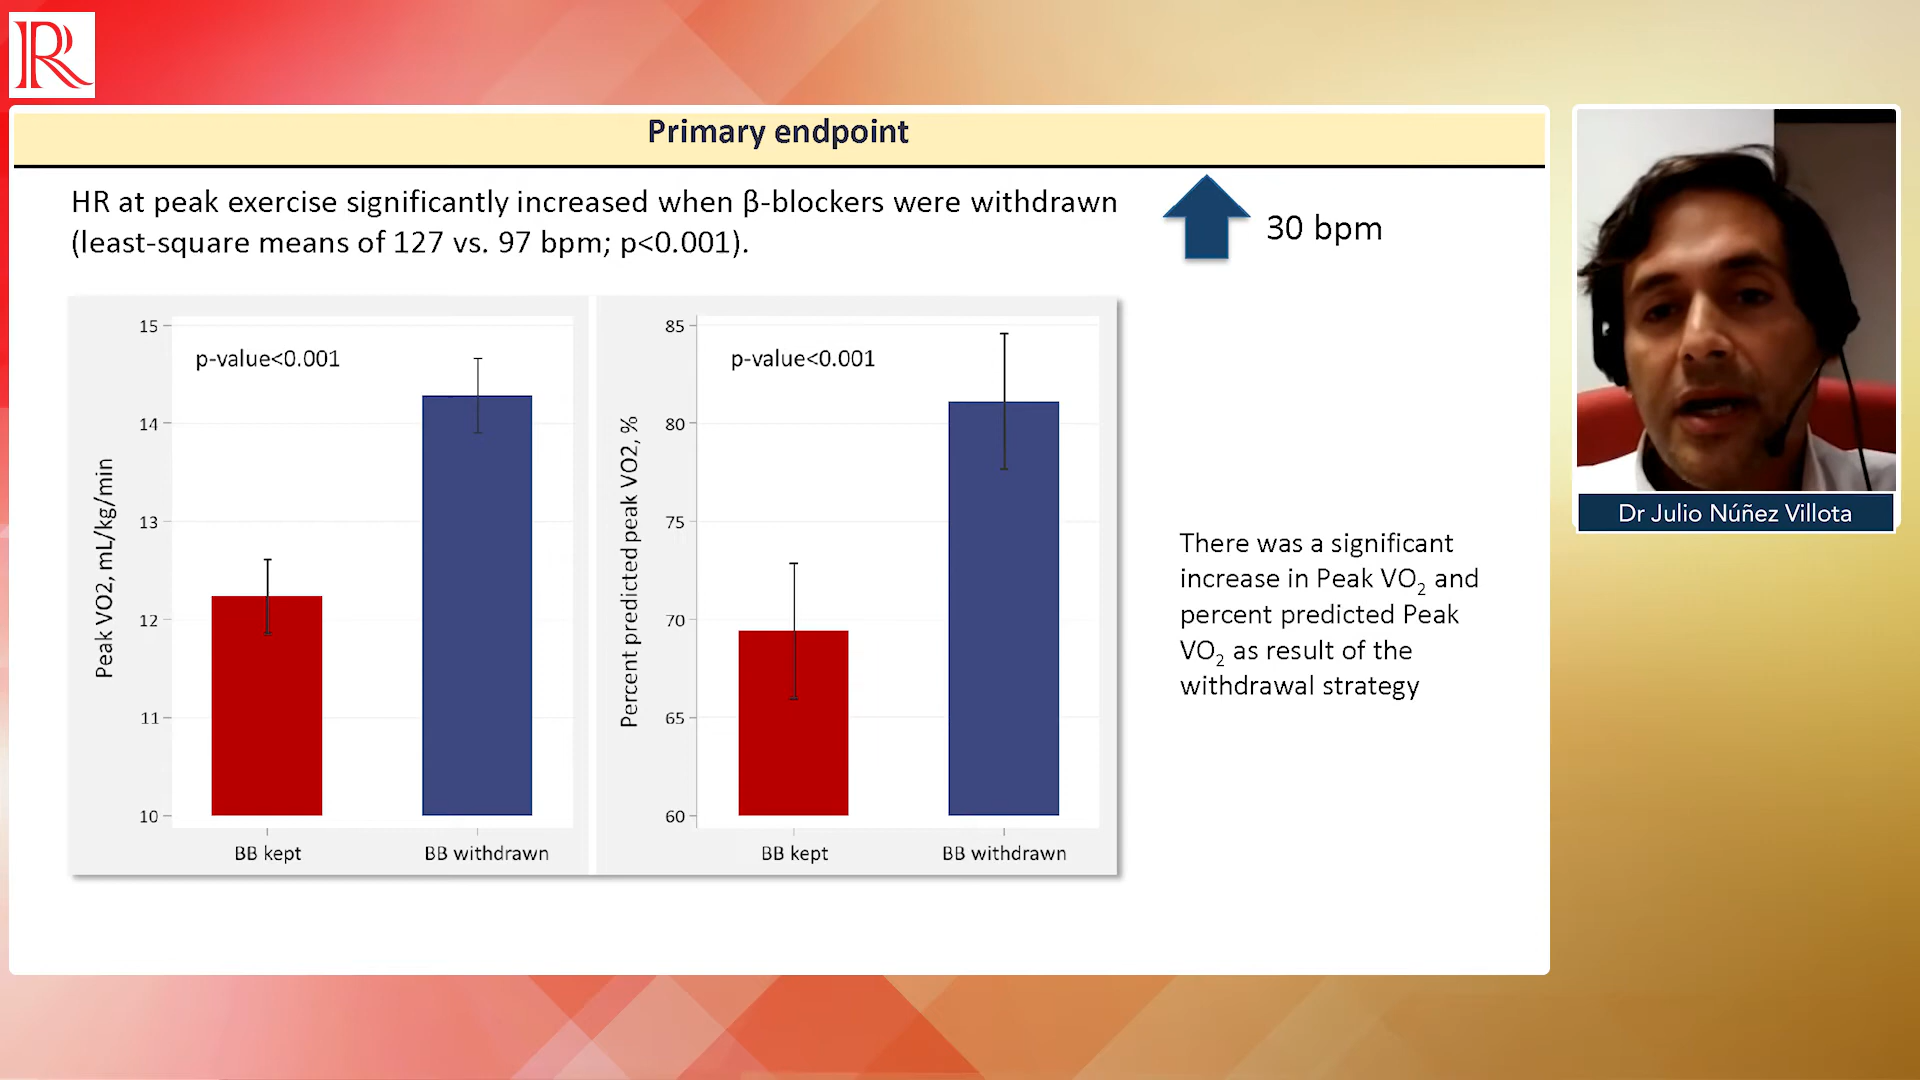 R
Primary endpoint
HR at peak exercise significantly increased when β-blockers were withdrawn
(least-square means of 127 vs. 97 bpm; p<0.001).
30 bpm
Peak VO2, mL/kg/min
15
14
13
12
11
10
p-value<0.001
BB kept
BB withdrawn
Percent predicted peak VO2, %
85
80
75
70
65
60
p-value<0.001
BB kept
BB withdrawn
There was a significant
increase in Peak VO₂ and
percent predicted Peak
VO₂ as result of the
withdrawal strategy
Dr Julio Núñez Villota